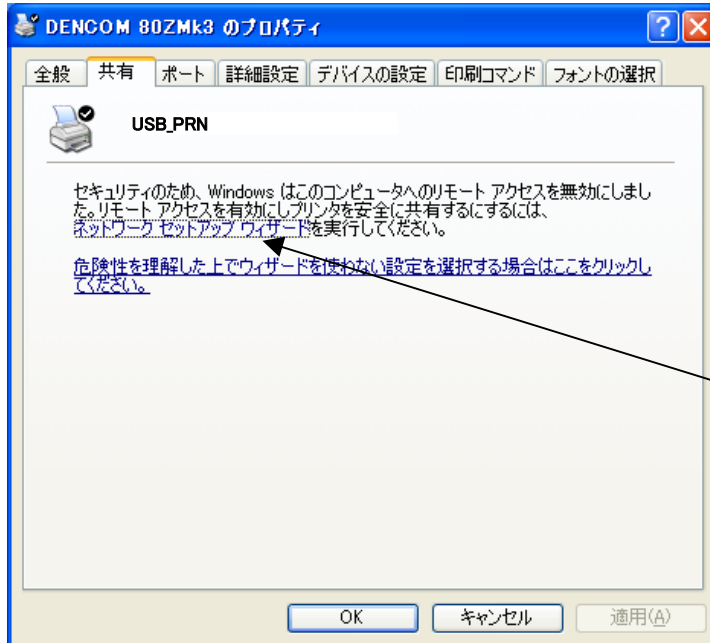 DENCOM 80ZMk3 のプロパティ
全般 共有 ポート 詳細設定 デバイスの設定 印刷コマンド フォントの選択
USB_PRN
セキュリティのため、Windows はこのコンピュータへのリモート アクセスを無効にしまし
た。リモート アクセスを有効にしプリンタを安全に共有するにするには、
ネットワーク セットアップ ウィザードを実行してください。
危険性を理解した上でウィザードを使わない設定を選択する場合はここをクリックし
てください。
OK キャンセル 適用(A)